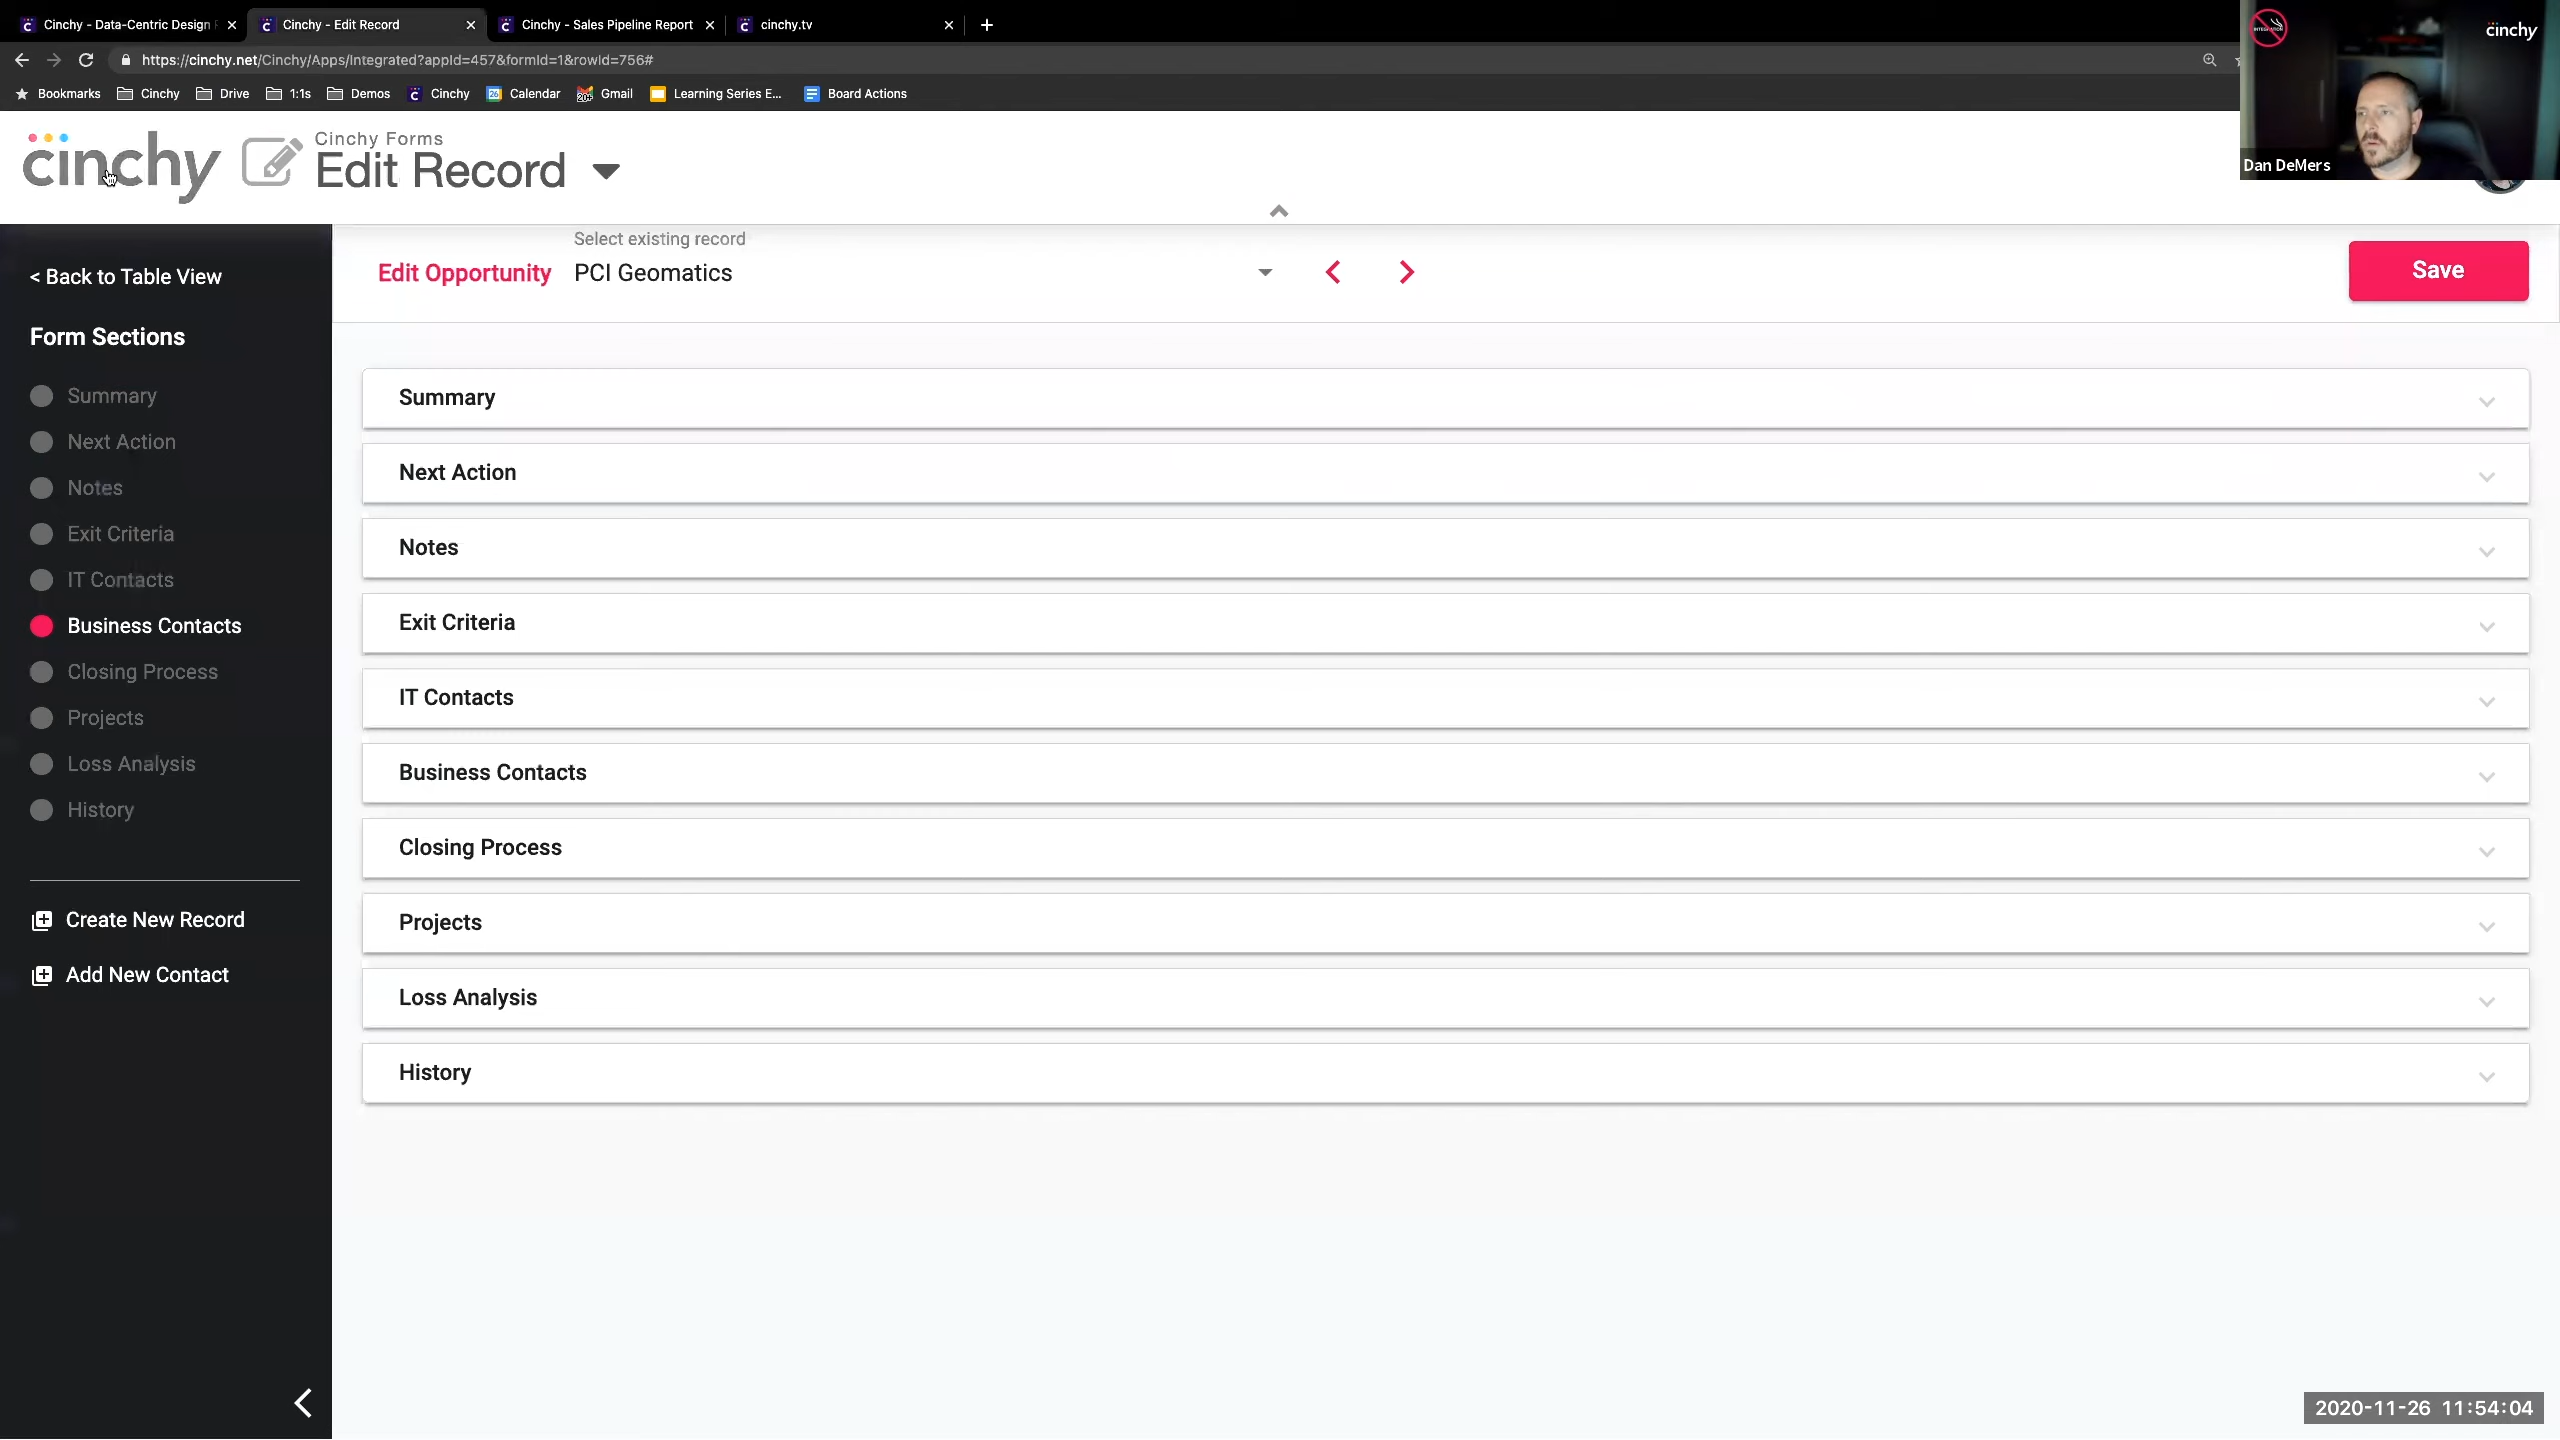 Cinchy - Data-Centric Design
Cinchy - Edit Record
Cinchy - Sales Pipeline Report
cinchy.tv
https://cinchy.net/Cinchy/Apps/Integrated?appId=457&formId=1&rowId=756#
Bookmarks
Cinchy
Drive
1:1s
Demos
Cinchy
Calendar
Gmail
Learning Series E...
Board Actions
cinchy
Dan DeMers
cinchy
Cinchy Forms
Edit Record
< Back to Table View
Form Sections
Summary
Next Action
Notes
Exit Criteria
IT Contacts
Business Contacts
Closing Process
Projects
Loss Analysis
History
Create New Record
Add New Contact
Select existing record
Edit Opportunity
PCI Geomatics
Save
Summary
Next Action
Notes
Exit Criteria
IT Contacts
Business Contacts
Closing Process
Projects
Loss Analysis
History
2020-11-26 11:54:04